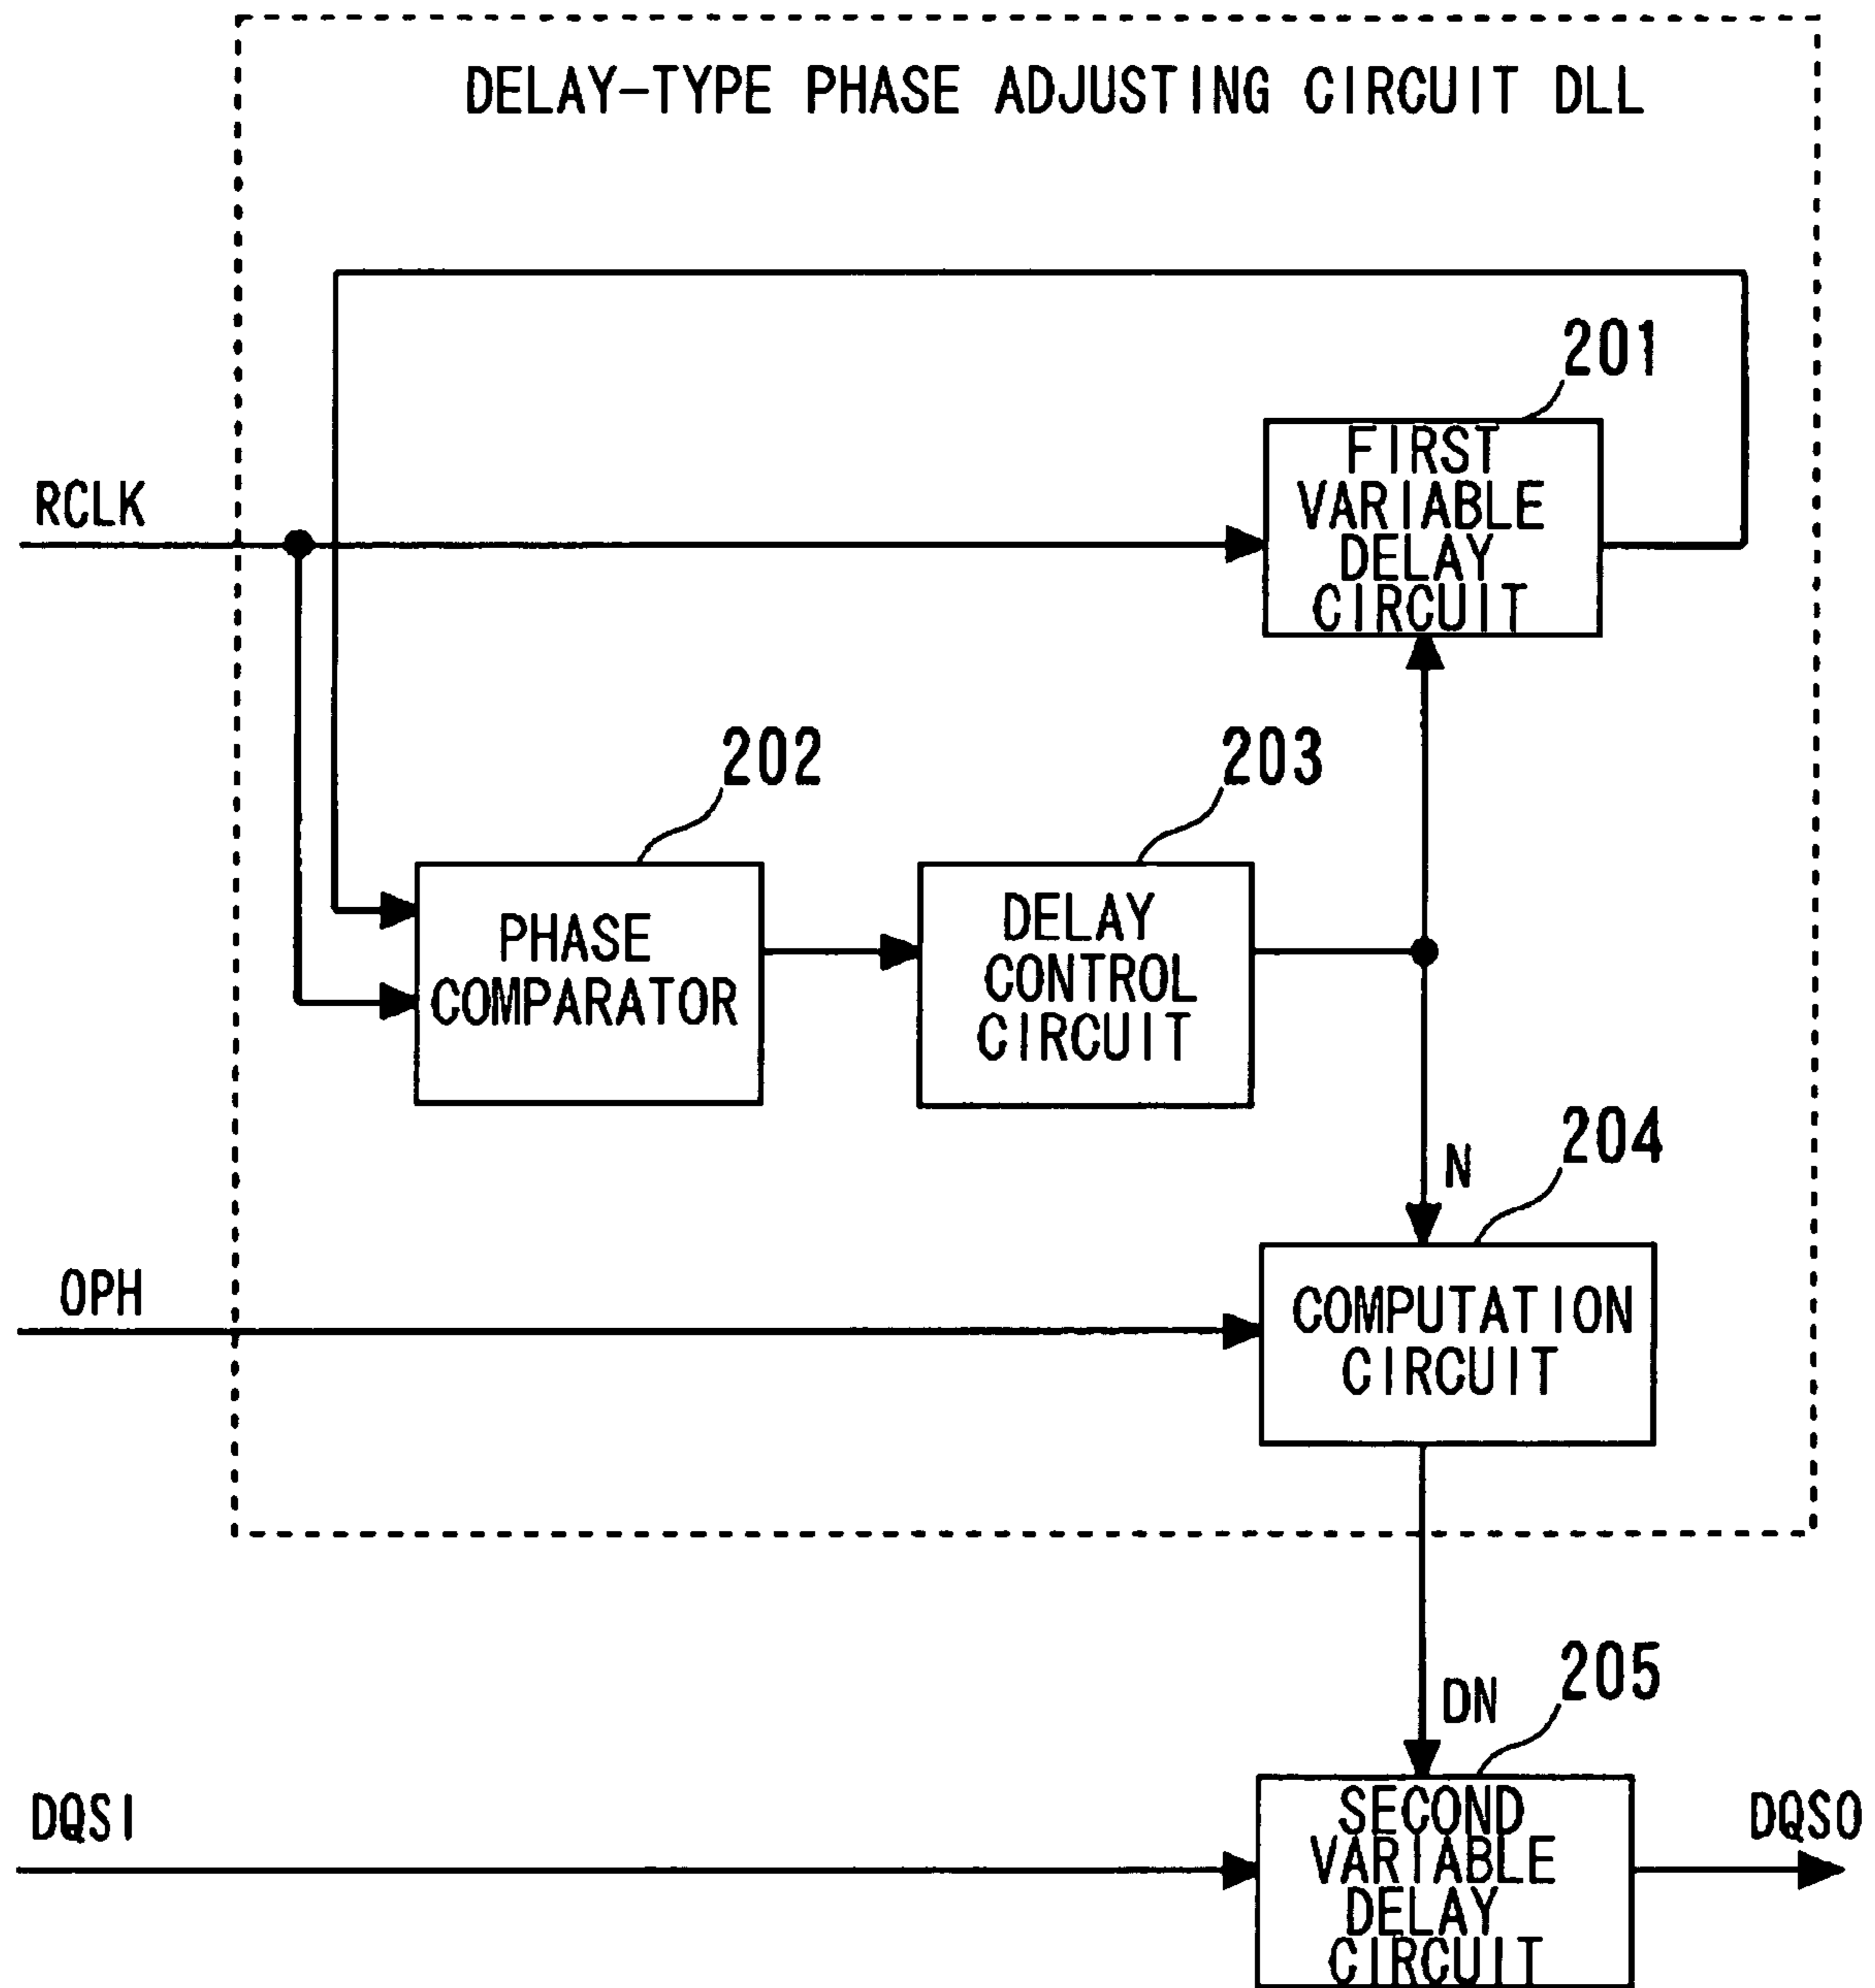 DELAY-TYPE PHASE ADJUSTING CIRCUIT DLL
201
FIRST
VARIABLE
DELAY
CIRCUIT
RCLK
202
203
PHASE
COMPARATOR
DELAY
CONTROL
CIRCUIT
N
204
OPH
COMPUTATION
CIRCUIT
DN
205
DQSI
SECOND
VARIABLE
DELAY
CIRCUIT
DQSO